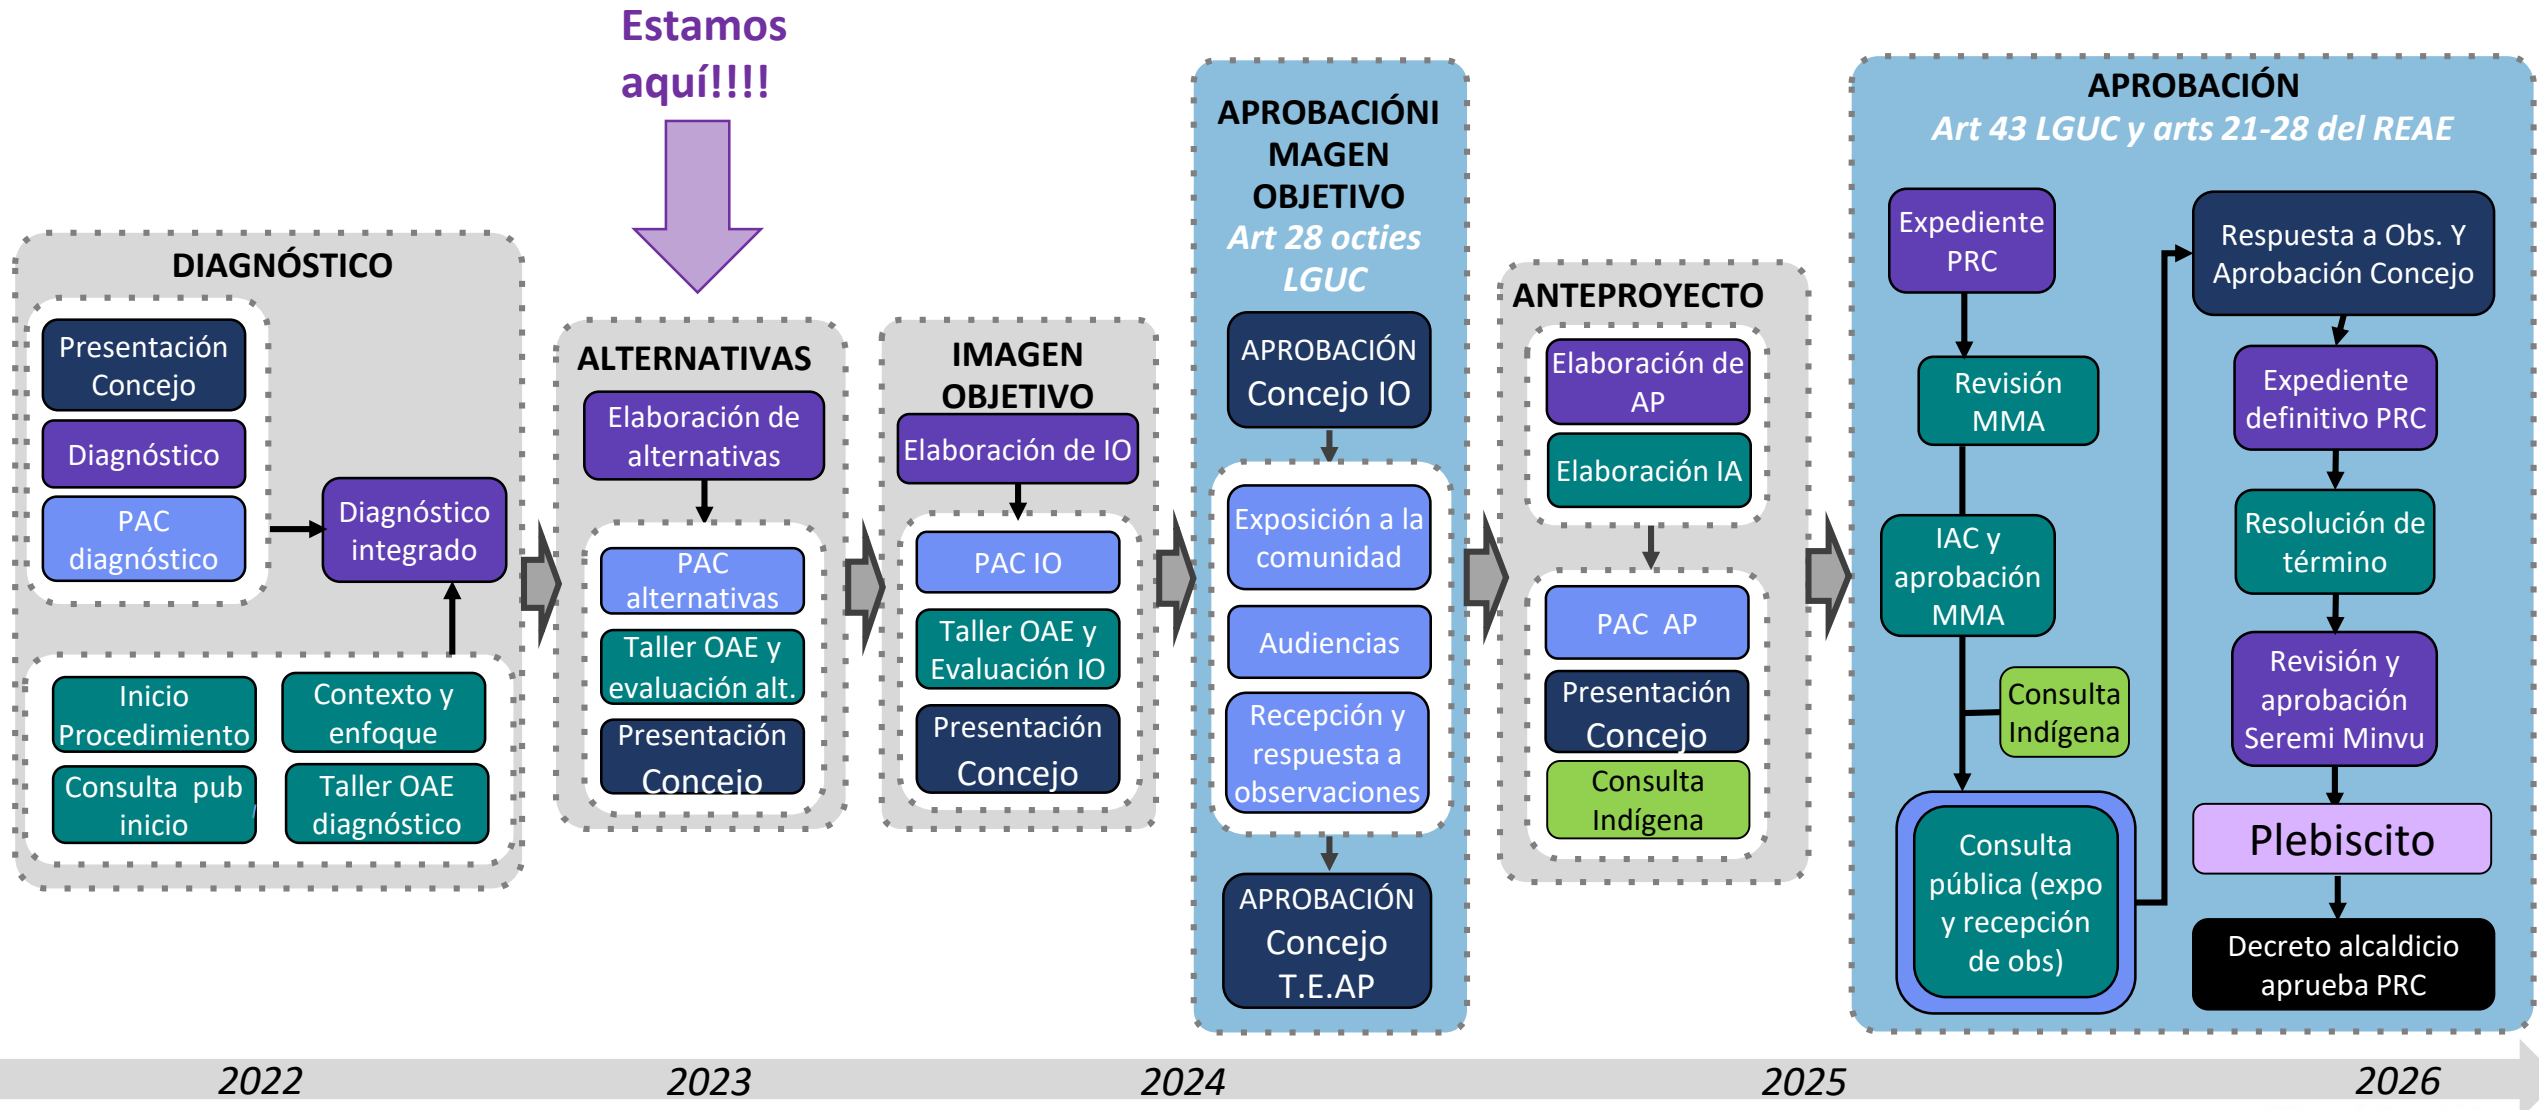 Estamos
aquí!!!!
DIAGNÓSTICO
Presentación
Concejo
Diagnóstico
PAC
diagnóstico
Diagnóstico
integrado
Inicio
Procedimiento
Contexto y
enfoque
Consulta pub
inicio
Taller OAE
diagnóstico
ALTERNATIVAS
Elaboración de
alternativas
PAC
alternativas
Taller OAE y
evaluación alt.
Presentación
Concejo
IMAGEN
OBJETIVO
Elaboración de IO
PAC IO
Taller OAE y
Evaluación IO
Presentación
Concejo
APROBACIÓNI
MAGEN
OBJETIVO
Art 28 octies
LGUC
APROBACIÓN
Concejo IO
Exposición a la
comunidad
Audiencias
Recepción y
respuesta a
observaciones
APROBACIÓN
Concejo
T.E.AP
ANTEPROYECTO
Elaboración de
AP
Elaboración IA
PAC AP
Presentación
Concejo
Consulta
Indígena
APROBACIÓN
Art 43 LGUC y arts 21-28 del REAE
Expediente
PRC
Revisión
MMA
IAC y
aprobación
MMA
Consulta
Indígena
Consulta
pública (expo
y recepción
de obs)
Respuesta a Obs. Y
Aprobación Concejo
Expediente
definitivo PRC
Resolución de
término
Revisión y
aprobación
Seremi Minvu
Plebiscito
Decreto alcaldicio
aprueba PRC
2022
2023
2024
2025
2026